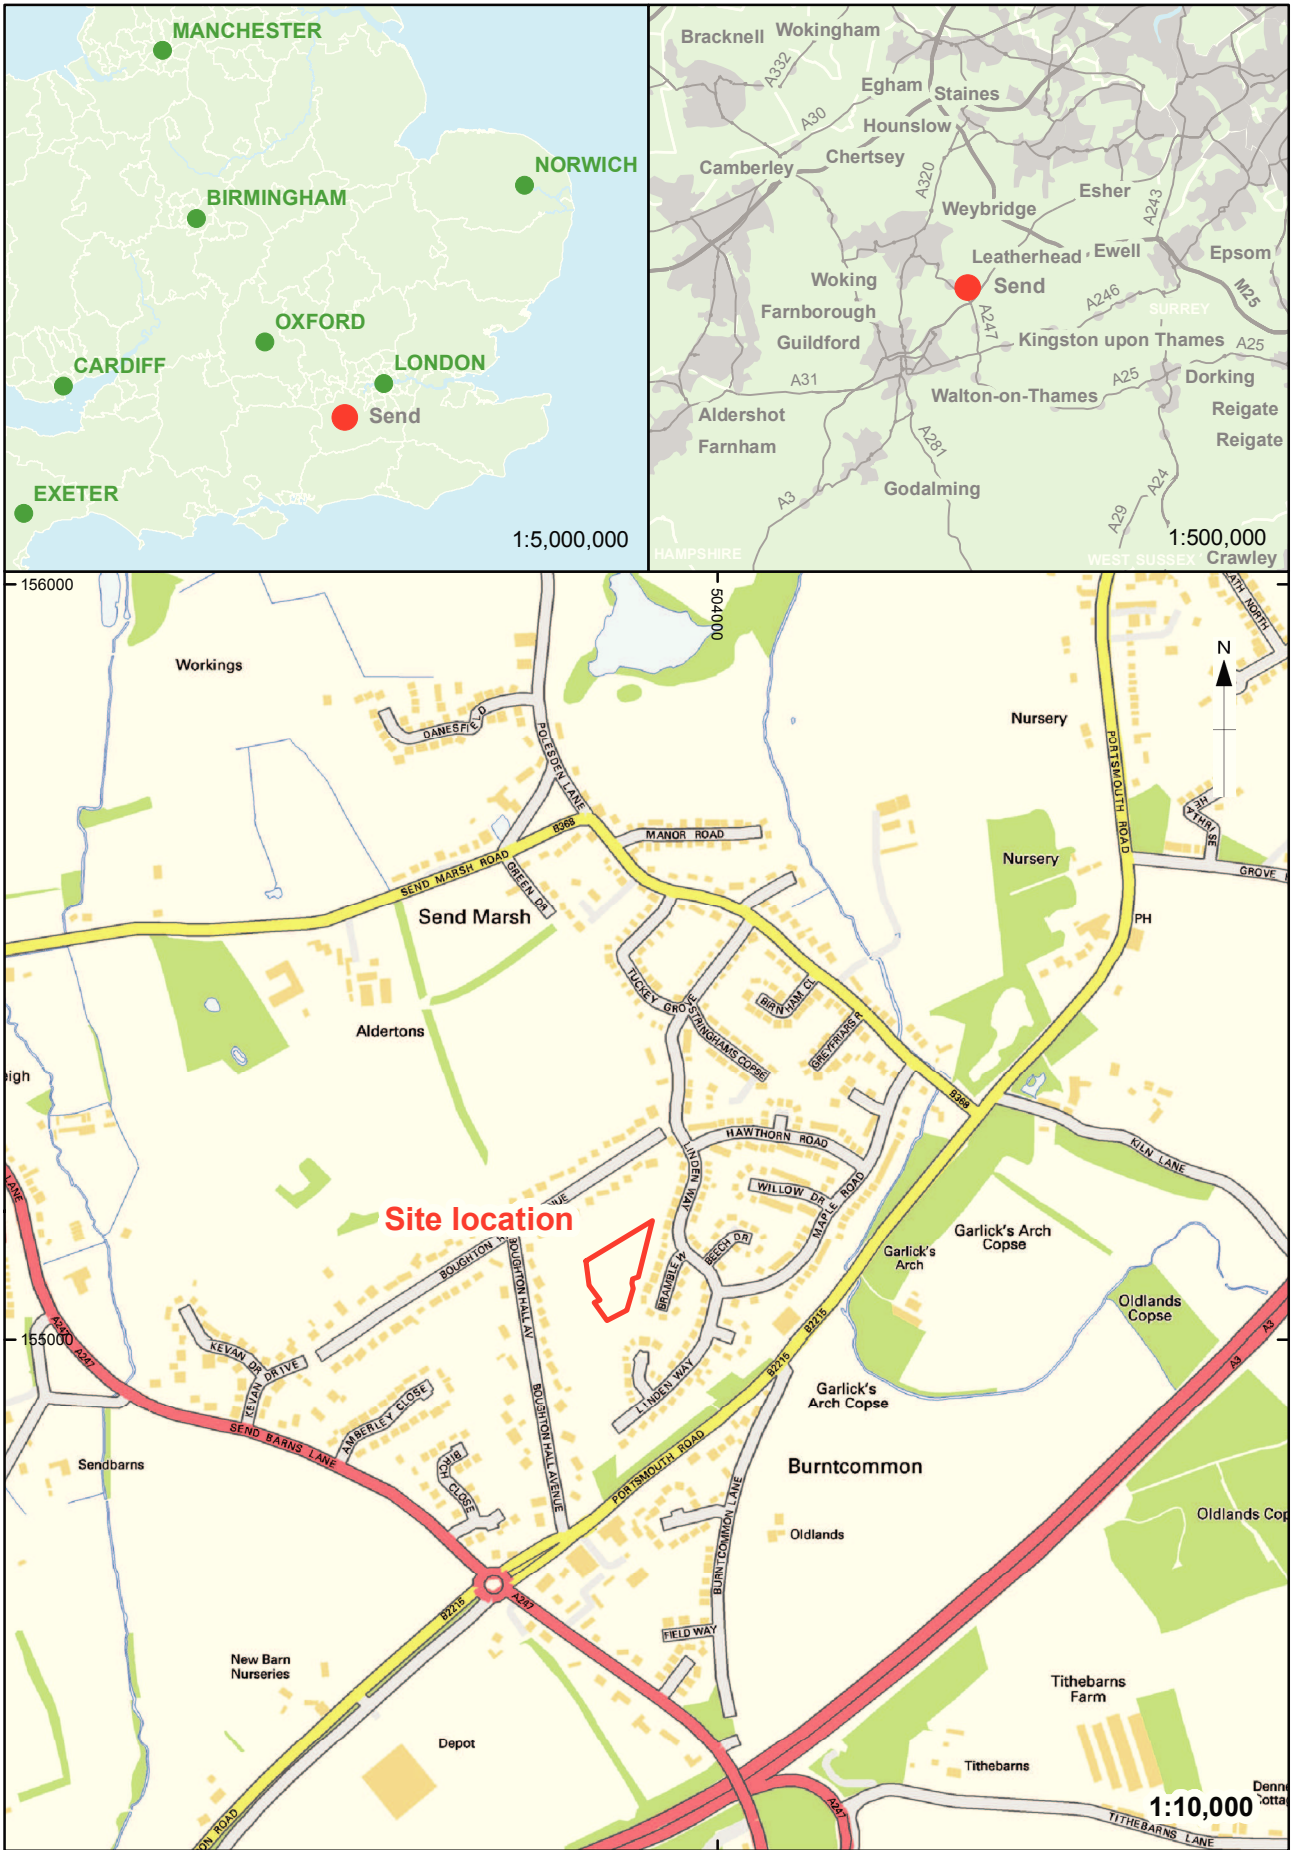 MANCHESTER
NORWICH
BIRMINGHAM
OXFORD
CARDIFF
LONDON
Send
EXETER
1:5,000,000
Bracknell
Wokingham
A332
Egham
Staines
A30
Hounslow
Chertsey
Camberley
A320
Esher
A243
Weybridge
Leatherhead
Ewell
Epsom
Woking
Send
M25
A246
Farnborough
SURREY
A247
Guildford
Kingston upon Thames
A25
A31
A25
Dorking
Walton-on-Thames
Aldershot
Reigate
Farnham
A281
Reigate
A3
Godalming
A24
A29
1:500,000
HAMPSHIRE
WEST SUSSEX
Crawley
156000
504000
N
Workings
DANESFIELD
POLESDEN LANE
Nursery
PORTSMOUTH ROAD
HEATHRISE
B368
MANOR ROAD
SEND MARSH ROAD
GREEN DR
Nursery
GROVE
Send Marsh
PH
TUCKEY GROVE
BIRNHAM CL
STRINGHAMS COPSE
GREYFRIARS R
Aldertons
B368
HAWTHORN ROAD
KILN LANE
LINDEN WAY
WILLOW DR
MAPLE ROAD
LANE
Site location
BOUGHTON
BOUGHTON HALL AV
BEECH DR
BRAMBLE W
Garlick's
Arch
Garlick's Arch
Copse
Oldlands
Copse
155000
A247
A247
KEVAN DR
DRIVE
KEVAN
B2215
A3
A3
AMBERLEY CLOSE
BOUGHTON HALL AVENUE
LINDEN WAY
B2215
Garlick's
Arch Copse
SEND BARNS LANE
BIRCH CLOSE
PORTSMOUTH ROAD
Sendbarns
Burntcommon
BURNTCOMMON LANE
Oldlands
Oldlands Cop
B2215
A247
FIELD WAY
New Barn
Nurseries
Tithebarns
Farm
Depot
Tithebarns
A247
1:10,000
TITHEBARNS LANE
ON ROAD